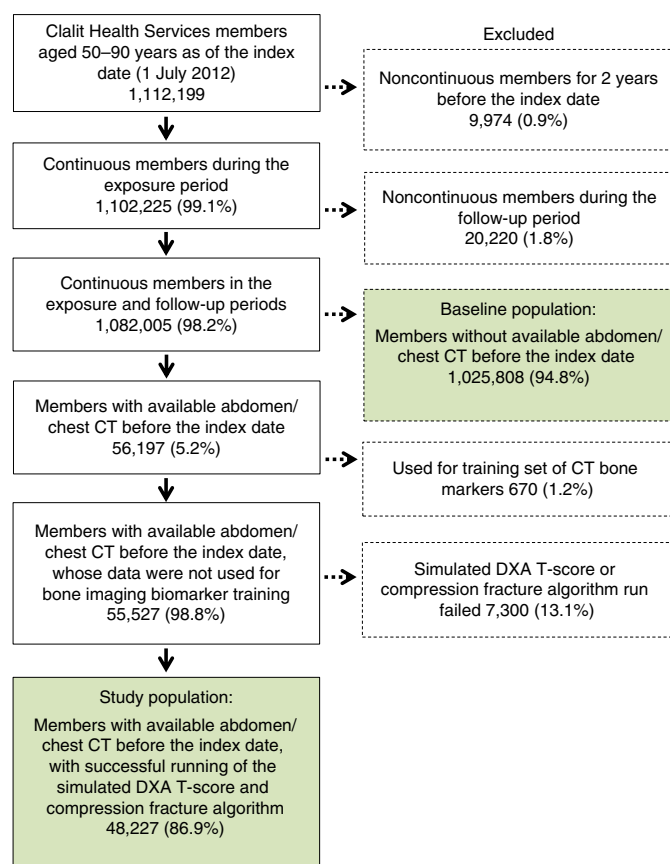 Clalit Health Services members
aged 50–90 years as of the index
date (1 July 2012)
1,112,199
Excluded
Noncontinuous members for 2 years
before the index date
9,974 (0.9%)
Continuous members during the
exposure period
1,102,225 (99.1%)
Noncontinuous members during the
follow-up period
20,220 (1.8%)
Continuous members in the
exposure and follow-up periods
1,082,005 (98.2%)
Baseline population:
Members without available abdomen/
chest CT before the index date
1,025,808 (94.8%)
Members with available abdomen/
chest CT before the index date
56,197 (5.2%)
Used for training set of CT bone
markers 670 (1.2%)
Members with available abdomen/
chest CT before the index date,
whose data were not used for
bone imaging biomarker training
55,527 (98.8%)
Simulated DXA T-score or
compression fracture algorithm run
failed 7,300 (13.1%)
Study population:
Members with available abdomen/
chest CT before the index date,
with successful running of the
simulated DXA T-score and
compression fracture algorithm
48,227 (86.9%)